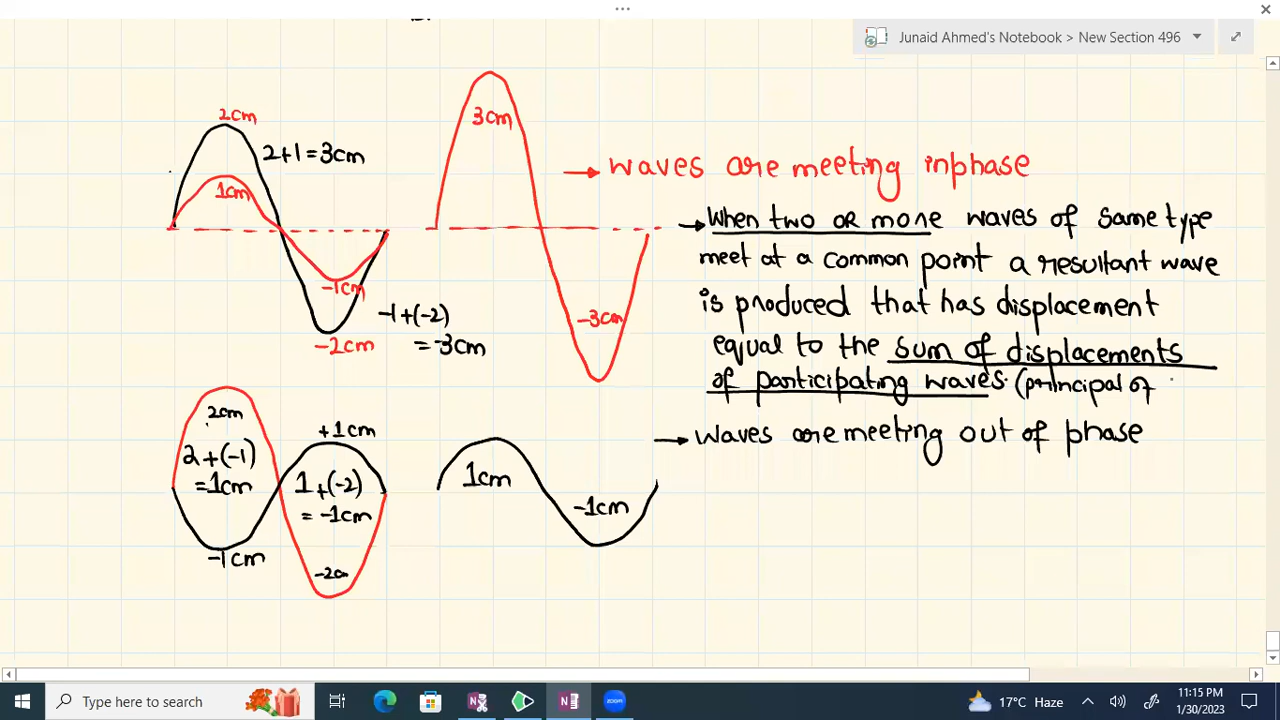 Junaid Ahmed's Notebook > New Section 496
2cm
2+1=3cm
1cm
-1cm
-1+(-2)
=-3cm
-2cm
3cm
-3cm
→waves are meeting inphase
→When two or more waves of same type
meet at a common point a resultant wave
is produced that has displacement
equal to the sum of displacements
of participating waves. (principal of
→waves are meeting out of phase
2cm
2+(-1)
=1cm
-1cm
+1cm
1+(-2)
= -1cm
-2cm
1cm
-1cm
Type here to search
zoom
17°C Haze
11:15 PM
1/30/2023